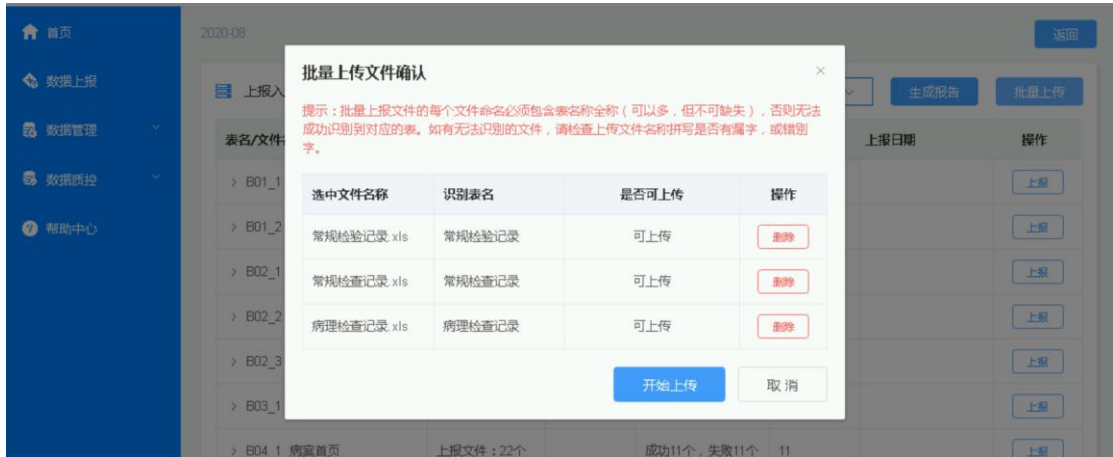 首页
2020-08
返回
数据上报
上报入
生成报告
批量上传
数据管理
表名/文件
上报日期
操作
数据质控
帮助中心
批量上传文件确认
提示：批量上报文件的每个文件命名必须包含表名称全称（可以多，但不可缺失），否则无法
成功识别到对应的表。如有无法识别的文件，请检查上传文件名称拼写是否有漏字，或错别
字。
选中文件名称 识别表名 是否可上传 操作
常规检验记录.xls 常规检验记录 可上传 删除
常规检查记录.xls 常规检查记录 可上传 删除
病理检查记录.xls 病理检查记录 可上传 删除
开始上传 取消
B01_1 上报
B01_2 上报
B02_1 上报
B02_2 上报
B02_3 上报
B03_1 上报
B04_1 病案首页 上报文件：22个 成功11个，失败11个 11 上报